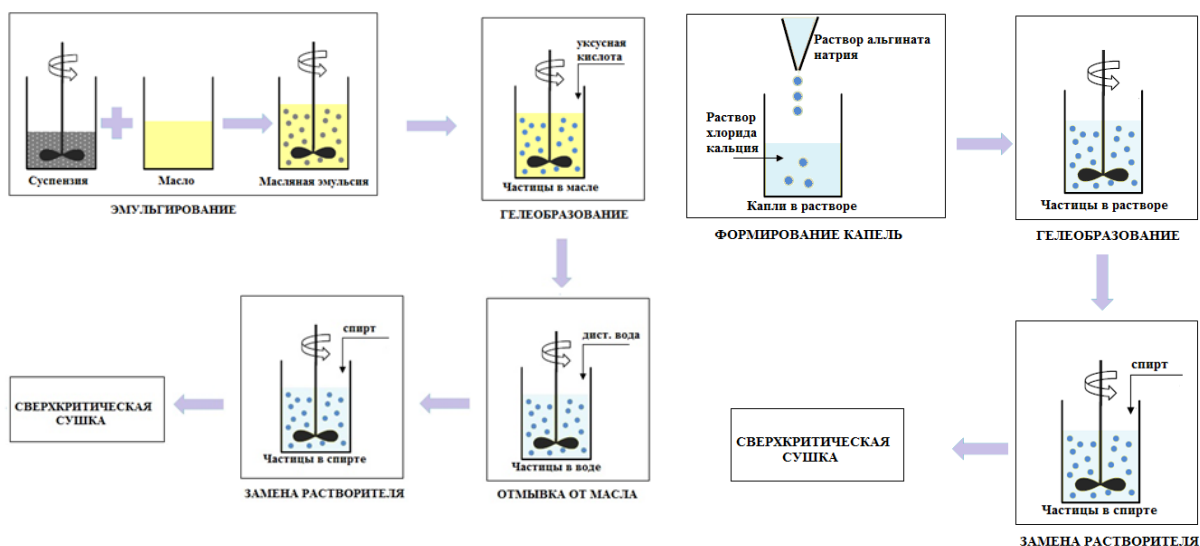 Суспензия
Масло
Масляная эмульсия
ЭМУЛЬГИРОВАНИЕ
уксусная
кислота
Частицы в масле
ГЕЛЕОБРАЗОВАНИЕ
дист. вода
Частицы в воде
ОТМЫВКА ОТ МАСЛА
спирт
Частицы в спирте
ЗАМЕНА РАСТВОРИТЕЛЯ
СВЕРХКРИТИЧЕСКАЯ
СУШКА
Раствор альгината
натрия
Раствор
хлорида
кальция
Капли в растворе
ФОРМИРОВАНИЕ КАПЕЛЬ
Частицы в растворе
ГЕЛЕОБРАЗОВАНИЕ
спирт
Частицы в спирте
ЗАМЕНА РАСТВОРИТЕЛЯ
СВЕРХКРИТИЧЕСКАЯ
СУШКА